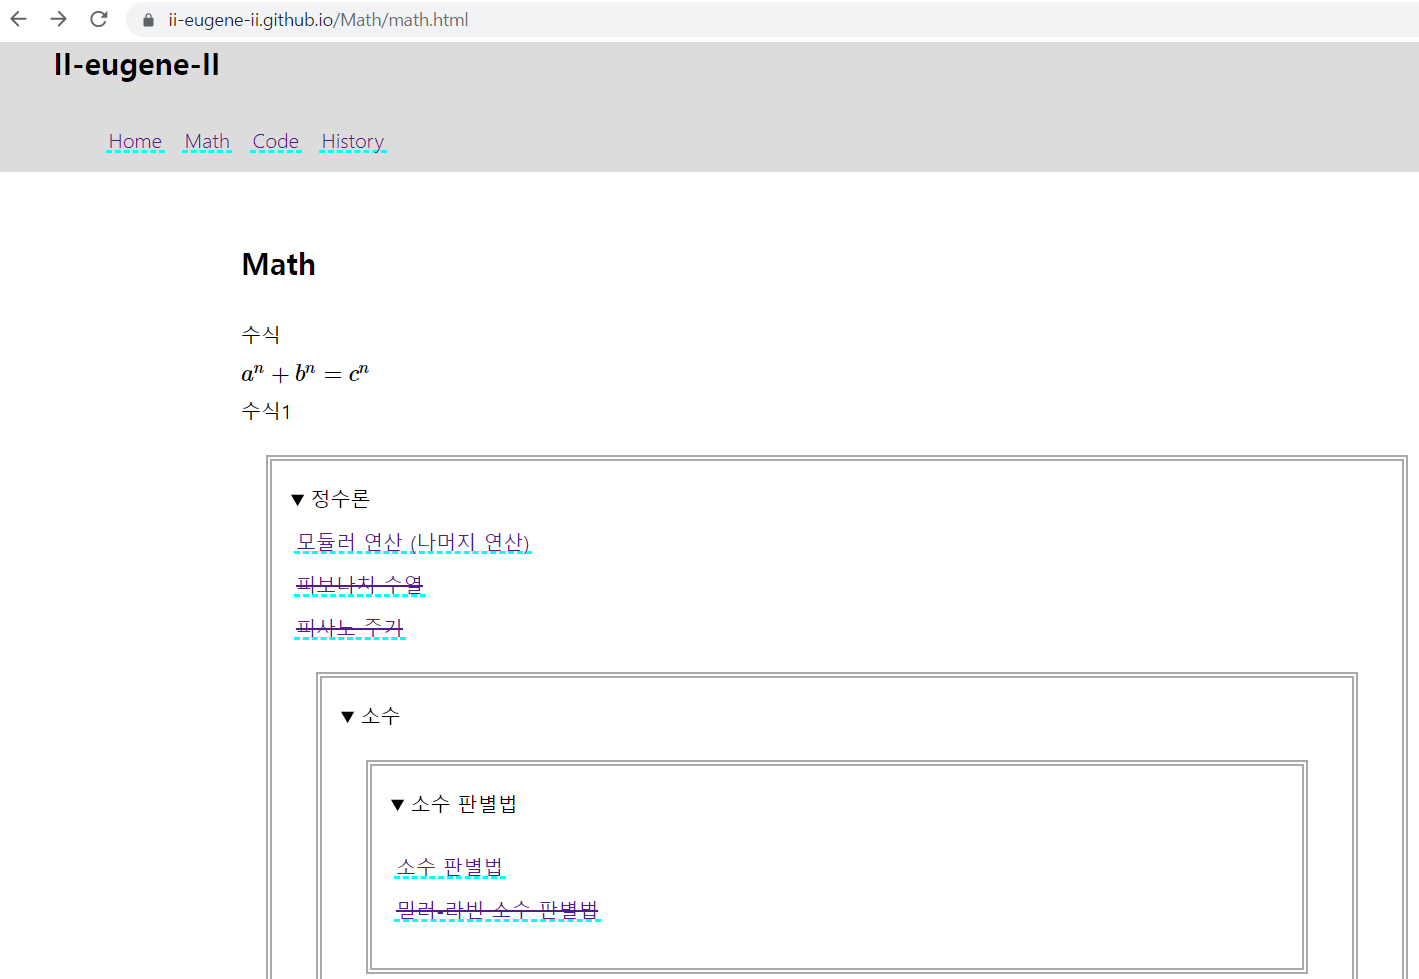 ii-eugene-ii.github.io/Math/math.html
II-eugene-II
Home Math Code History
Math
수식
aⁿ + bⁿ = cⁿ
수식1
▼ 정수론
모듈러 연산 (나머지 연산)
피보나치 수열
피사노 주기
▼ 소수
▼ 소수 판별법
소수 판별법
밀러-라빈 소수 판별법